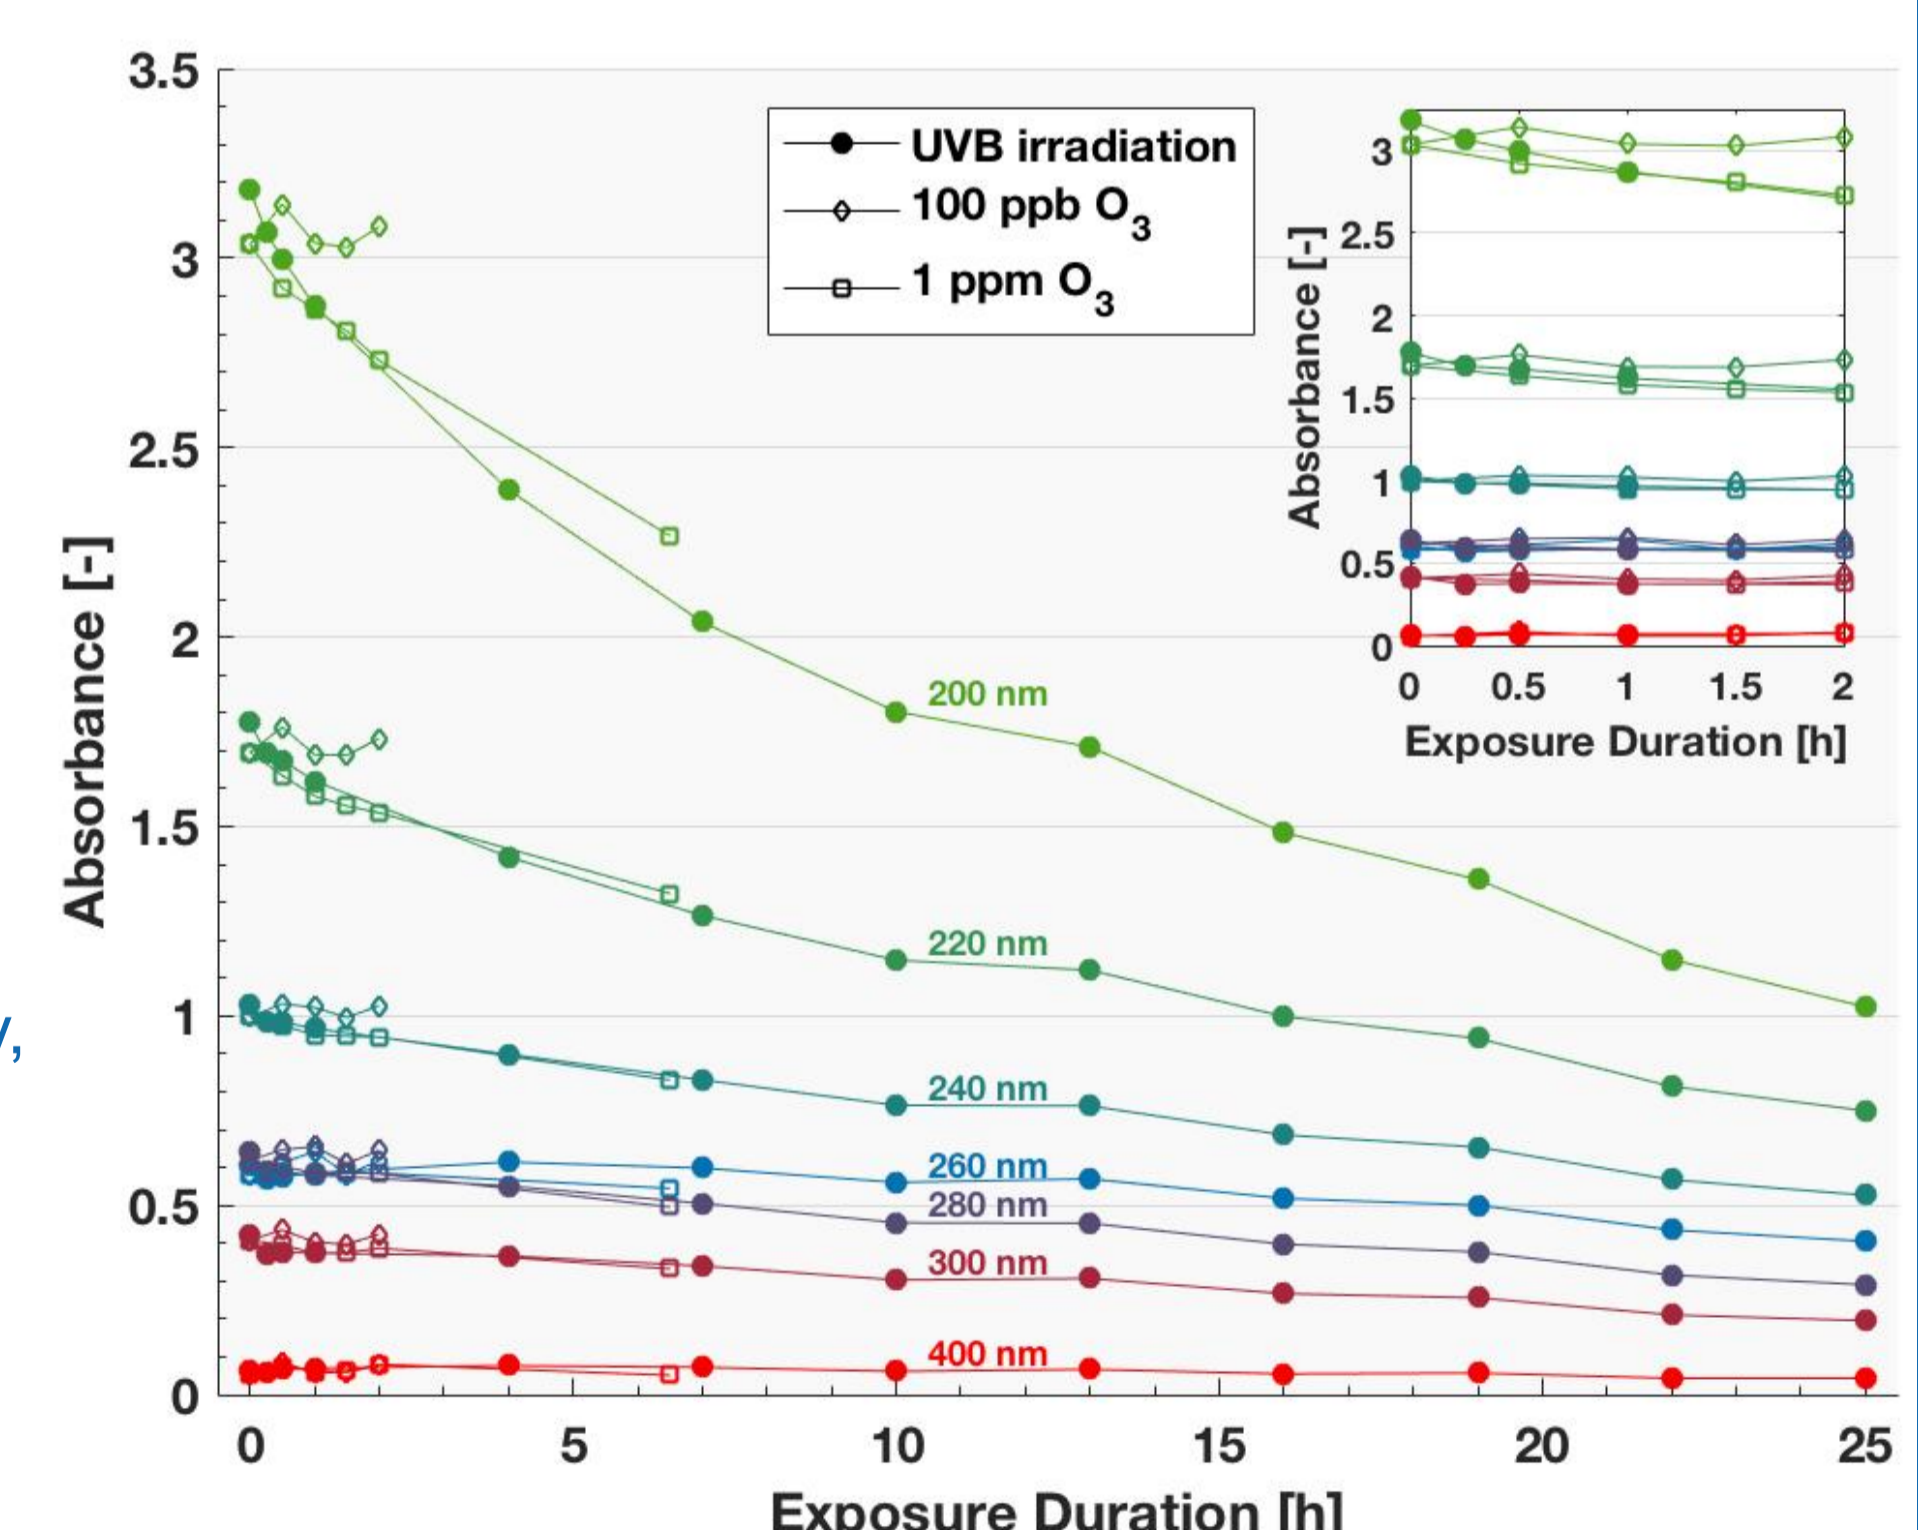 3.5
3
2.5
2
1.5
1
0.5
0
Absorbance [-]
0
5
10
15
20
25
Exposure Duration [h]
UVB irradiation
100 ppb O3
1 ppm O3
200 nm
220 nm
240 nm
260 nm
280 nm
300 nm
400 nm
3
2.5
2
1.5
1
0.5
0
Absorbance [-]
0
0.5
1
1.5
2
Exposure Duration [h]